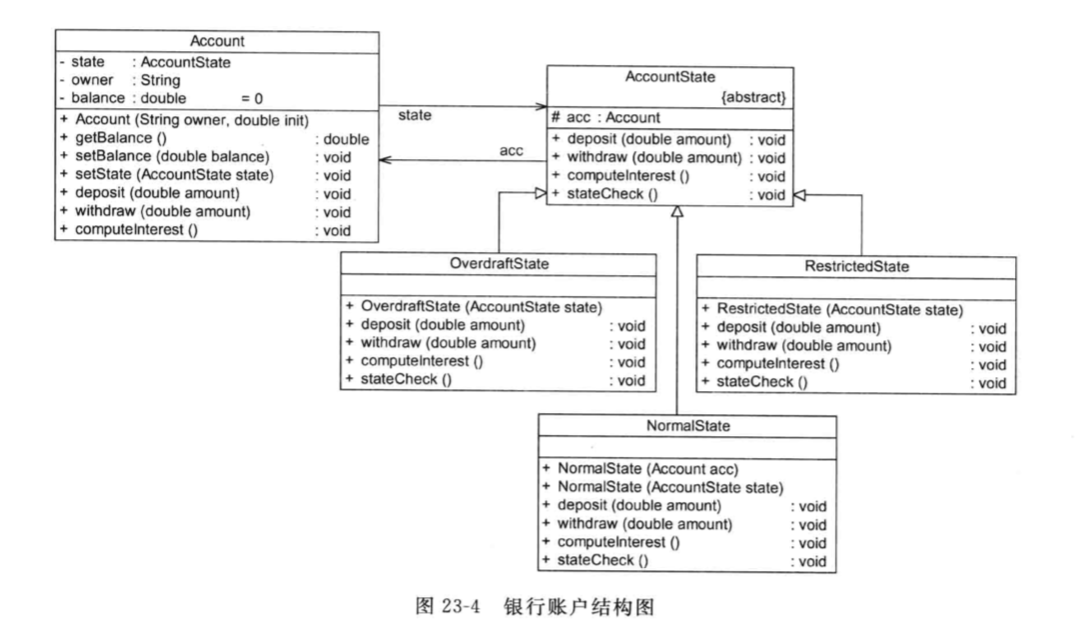 Account
- state : AccountState
- owner : String
- balance : double = 0
+ Account (String owner, double init)
+ getBalance () : double
+ setBalance (double balance) : void
+ setState (AccountState state) : void
+ deposit (double amount) : void
+ withdraw (double amount) : void
+ computeInterest () : void
state
acc
AccountState
{abstract}
# acc : Account
+ deposit (double amount) : void
+ withdraw (double amount) : void
+ computeInterest () : void
+ stateCheck () : void
OverdraftState
+ OverdraftState (AccountState state)
+ deposit (double amount) : void
+ withdraw (double amount) : void
+ computeInterest () : void
+ stateCheck () : void
RestrictedState
+ RestrictedState (AccountState state)
+ deposit (double amount) : void
+ withdraw (double amount) : void
+ computeInterest () : void
+ stateCheck () : void
NormalState
+ NormalState (Account acc)
+ NormalState (AccountState state)
+ deposit (double amount) : void
+ withdraw (double amount) : void
+ computeInterest () : void
+ stateCheck () : void
图 23-4 银行账户结构图